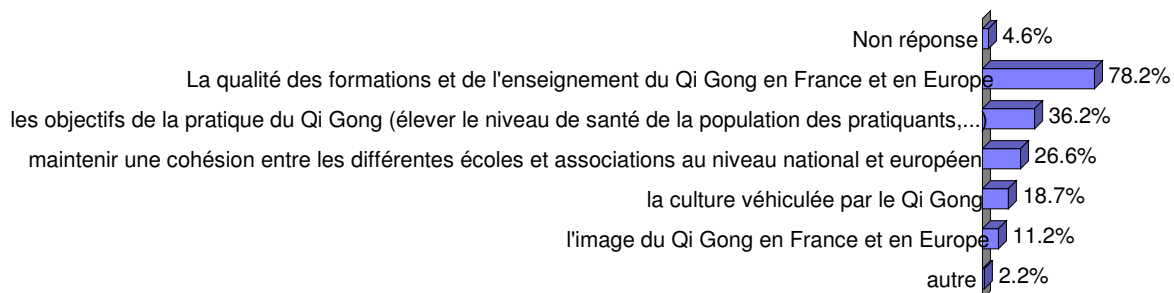 Non réponse 4.6%
La qualité des formations et de l'enseignement du Qi Gong en France et en Europe 78.2%
les objectifs de la pratique du Qi Gong (élever le niveau de santé de la population des pratiquants,...) 36.2%
maintenir une cohésion entre les différentes écoles et associations au niveau national et européen 26.6%
la culture véhiculée par le Qi Gong 18.7%
l'image du Qi Gong en France et en Europe 11.2%
autre 2.2%